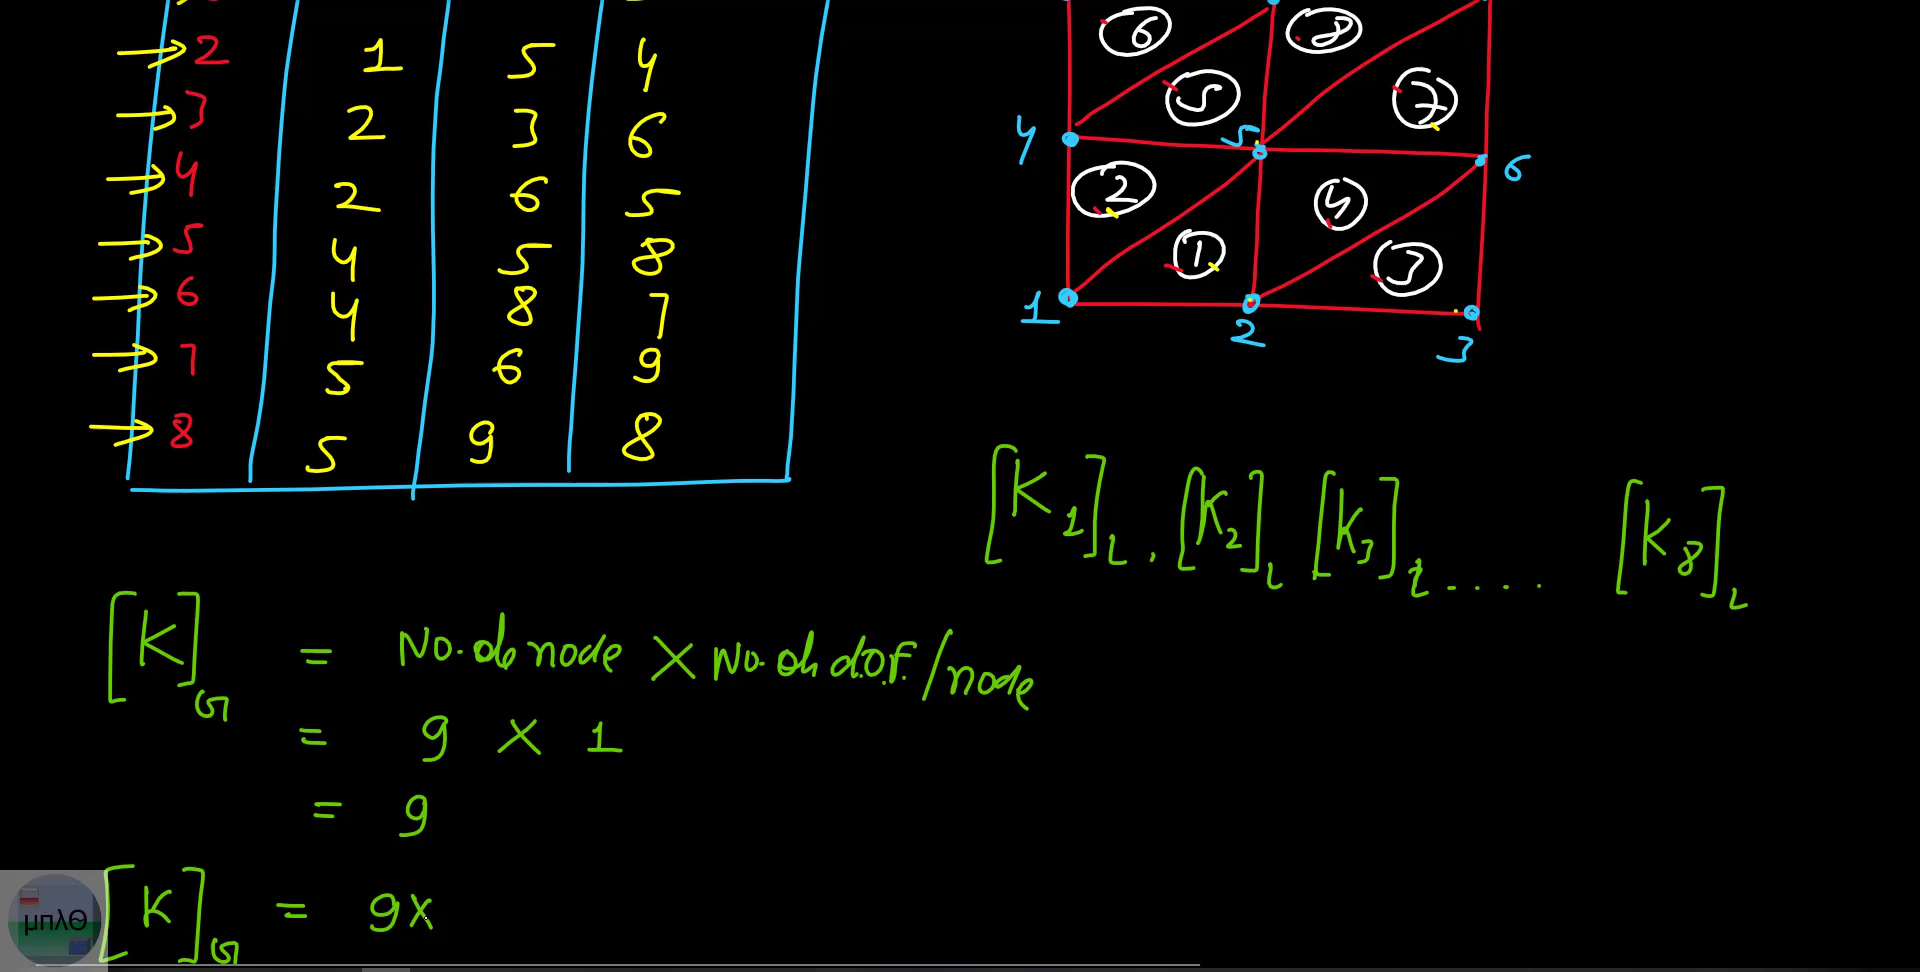 2 1 5 4
3 2 3 6
4 2 6 5
5 4 5 8
6 4 8 7
7 5 6 9
8 5 9 8
6 8
5 7
4 5 6
2 4
1 3
1 2 3
[K1]L , [K2]L [K3]L .... [K8]L
[K]G = No. of node X No. of d.o.f. / node
= 9 X 1
= 9
[K]G = 9X
μπλΘ